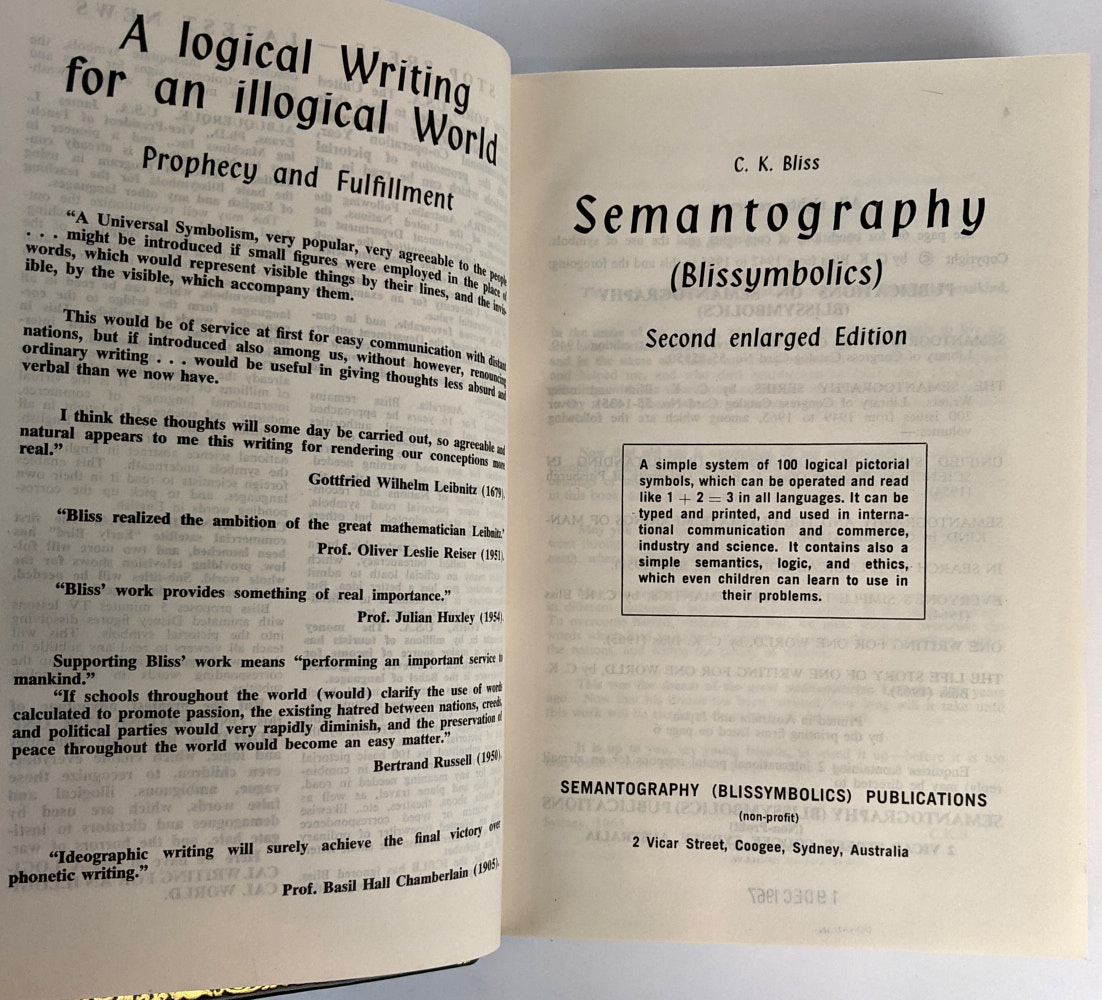 A logical Writing
for an illogical World
Prophecy and Fulfillment
“A Universal Symbolism, very popular, very agreeable to the people
. . . might be introduced if small figures were employed in the place of
words, which would represent visible things by their lines, and the invis-
ible, by the visible, which accompany them.
This would be of service at first for easy communication with distant
nations, but if introduced also among us, without however, renouncing
ordinary writing . . . would be useful in giving thoughts less absurd and
verbal than we now have.
I think these thoughts will some day be carried out, so agreeable and
natural appears to me this writing for rendering our conceptions more
real.”
Gottfried Wilhelm Leibnitz (1679).
“Bliss realized the ambition of the great mathematician Leibnitz.”
Prof. Oliver Leslie Reiser (1951).
“Bliss’ work provides something of real importance.”
Prof. Julian Huxley (1954).
Supporting Bliss’ work means “performing an important service to
mankind.”
“If schools throughout the world (would) clarify the use of words
calculated to promote passion, the existing hatred between nations, creeds,
and political parties would very rapidly diminish, and the preservation of
peace throughout the world would become an easy matter.”
Bertrand Russell (1950).
“Ideographic writing will surely achieve the final victory over
phonetic writing.”
Prof. Basil Hall Chamberlain (1905).
C. K. Bliss
Semantography
(Blissymbolics)
Second enlarged Edition
A simple system of 100 logical pictorial
symbols, which can be operated and read
like 1 + 2 = 3 in all languages. It can be
typed and printed, and used in interna-
tional communication and commerce,
industry and science. It contains also a
simple semantics, logic, and ethics,
which even children can learn to use in
their problems.
SEMANTOGRAPHY (BLISSYMBOLICS) PUBLICATIONS
(non-profit)
2 Vicar Street, Coogee, Sydney, Australia
19 DEC 1967